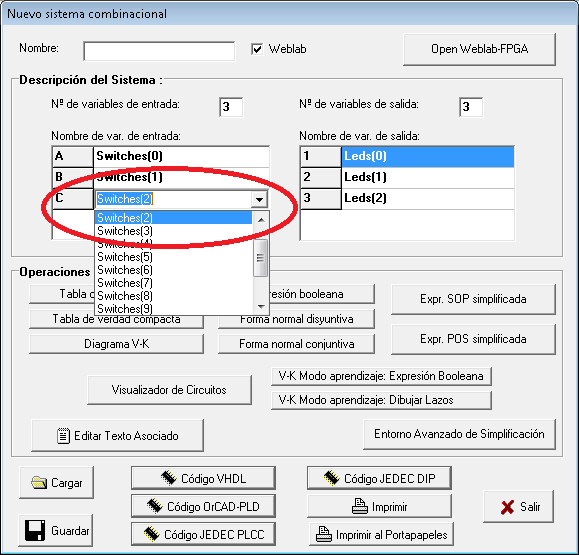 Nuevo sistema combinacional
Nombre:
Weblab
Open Weblab-FPGA
Descripción del Sistema :
Nº de variables de entrada:
3
Nº de variables de salida:
3
Nombre de var. de entrada:
Nombre de var. de salida:
A Switches(0)
B Switches(1)
C Switches(2)
1 Leds(0)
2 Leds(1)
3 Leds(2)
Switches(2)
Switches(3)
Switches(4)
Switches(5)
Switches(6)
Switches(7)
Switches(8)
Switches(9)
Operaciones
Tabla
booleana
Expr. SOP simplificada
Tabla de verdad compacta
Forma normal disyuntiva
Diagrama V-K
Forma normal conjuntiva
Expr. POS simplificada
Visualizador de Circuitos
V-K Modo aprendizaje: Expresión Booleana
V-K Modo aprendizaje: Dibujar Lazos
Editar Texto Asociado
Entorno Avanzado de Simplificación
Cargar
Código VHDL
Código JEDEC DIP
Código OrCAD-PLD
Imprimir
Salir
Guardar
Código JEDEC PLCC
Imprimir al Portapapeles